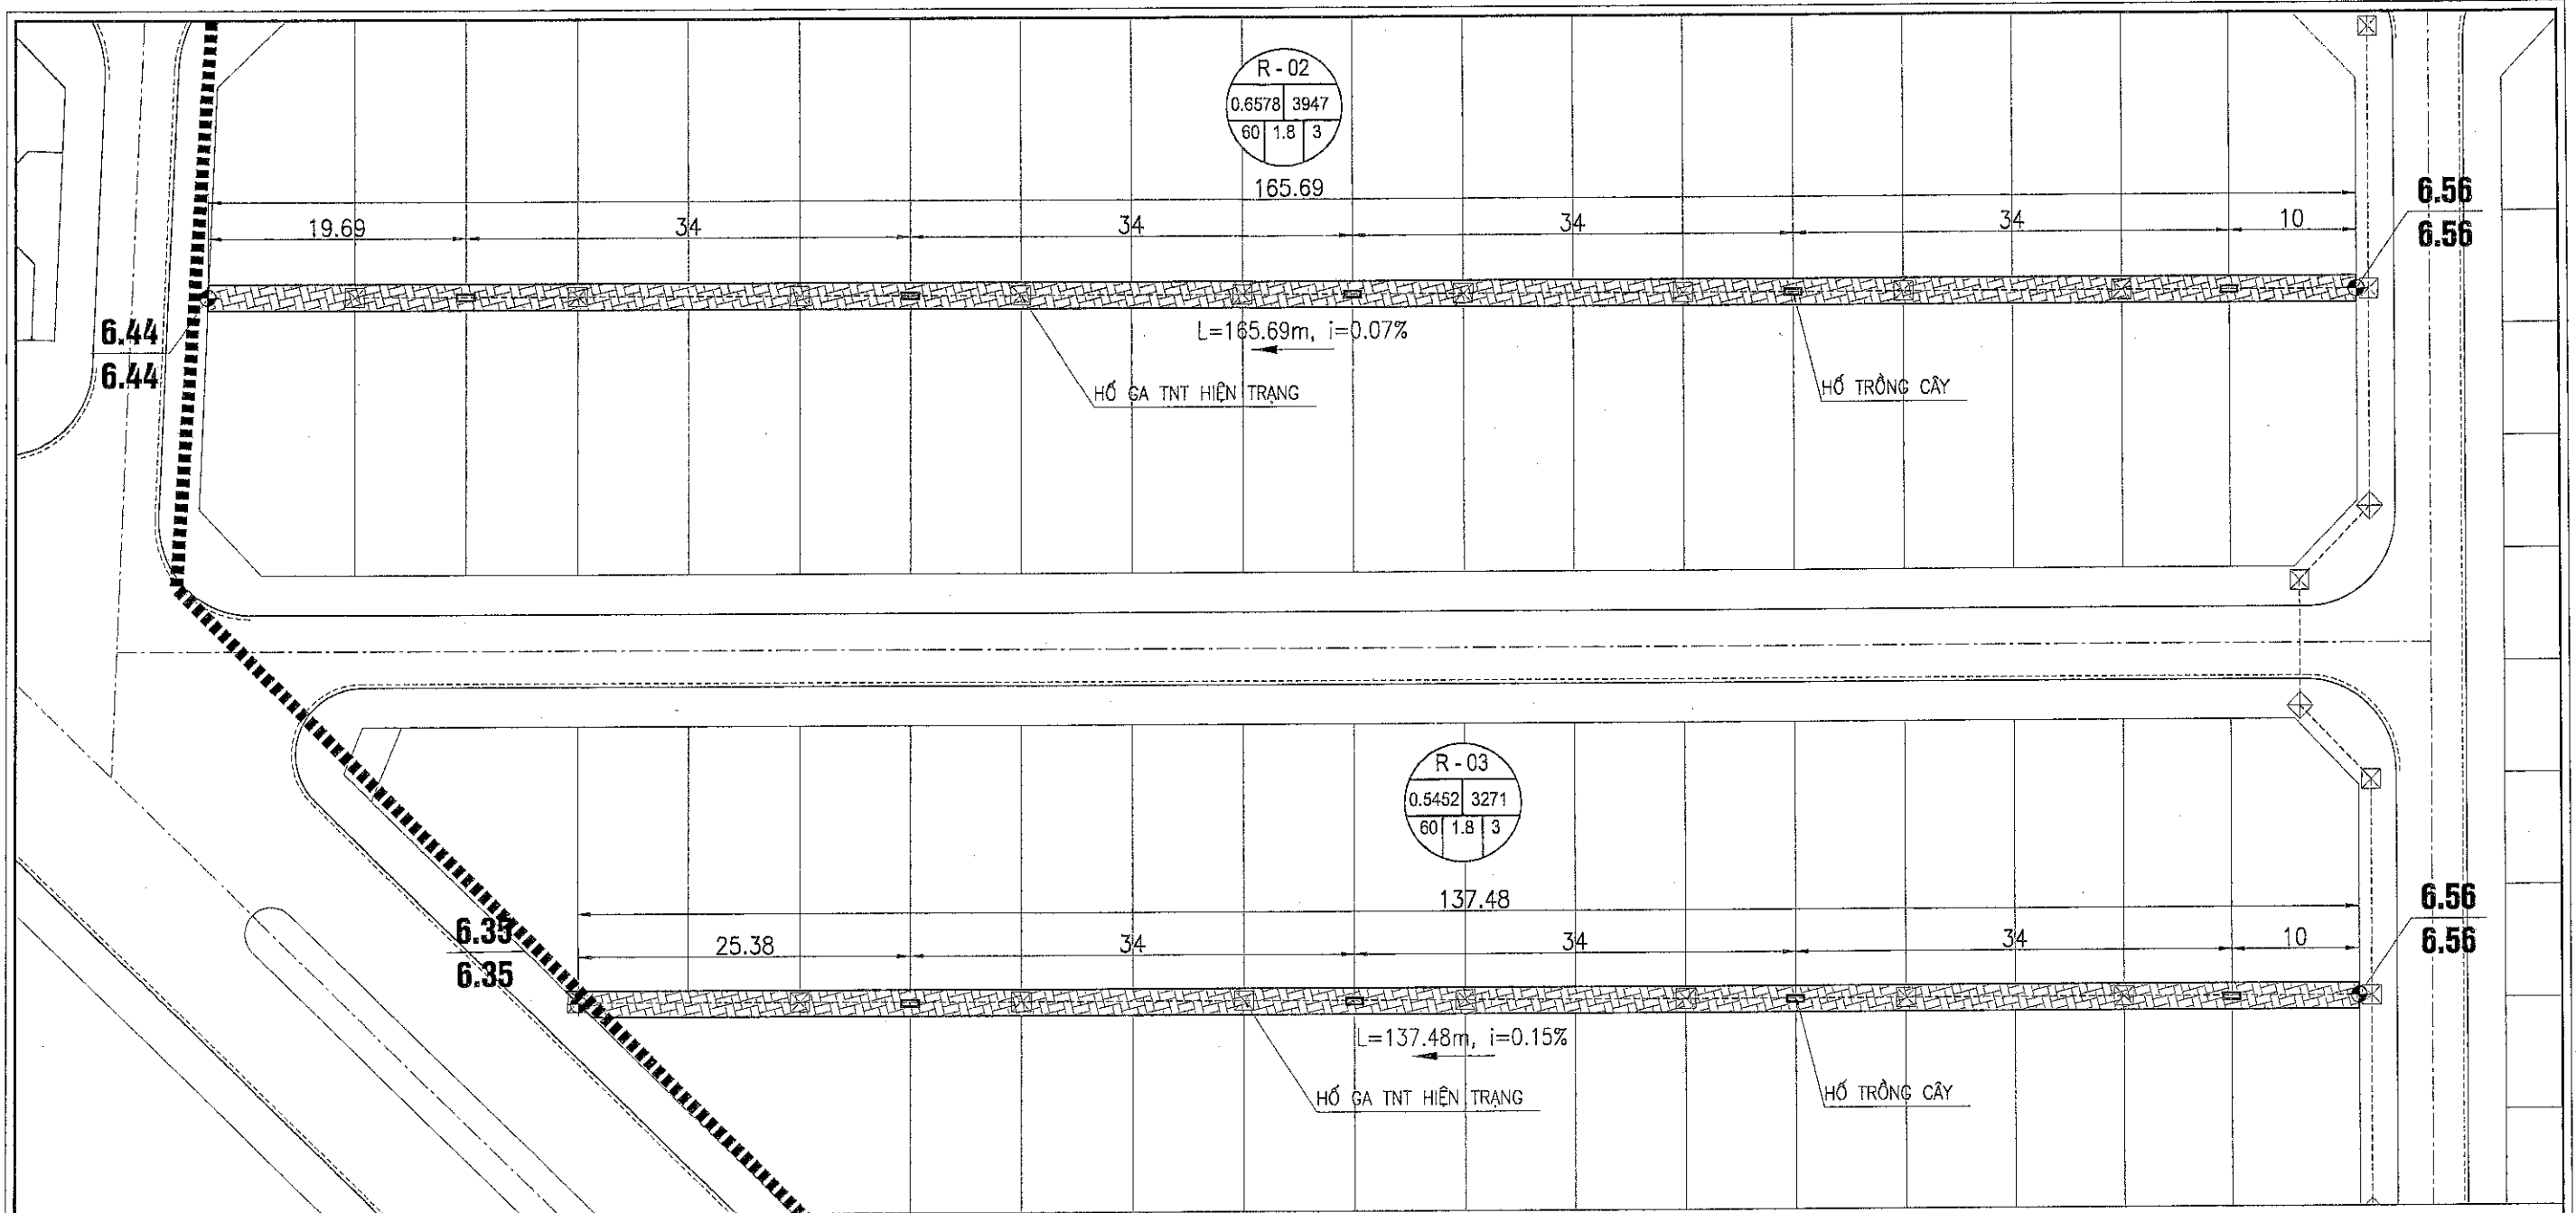 R - 02
0.6578 3947
60 1.8 3
165.69
19.69 34 34 34 34 10
6.56
6.56
6.44
6.44
L=165.69m, i=0.07%
HỐ GA TNT HIỆN TRẠNG
HỐ TRỒNG CÂY
R - 03
0.5452 3271
60 1.8 3
137.48
25.38 34 34 34 10
6.56
6.56
6.35
6.35
L=137.48m, i=0.15%
HỐ GA TNT HIỆN TRẠNG
HỐ TRỒNG CÂY